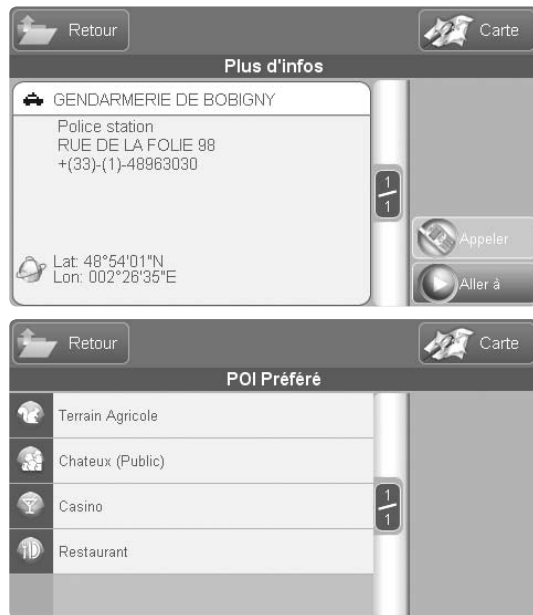 Retour
Carte
Plus d'infos
GENDARMERIE DE BOBIGNY
Police station
RUE DE LA FOLIE 98
+(33)-(1)-48963030
1
1
Appeler
Lat: 48°54'01"N
Lon: 002°26'35"E
Aller à
Retour
Carte
POI Préféré
Terrain Agricole
Chateux (Public)
Casino
1
1
Restaurant